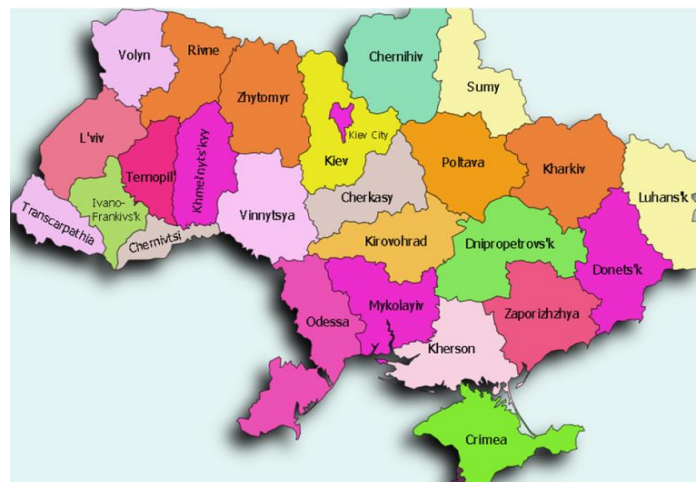 Volyn
Rivne
Chernihiv
Sumy
Zhytomyr
Kiev City
L'viv
Ternopil'
Khmel'nyts'kyy
Kiev
Poltava
Kharkiv
Luhans'k
Ivano-
Frankivs'k
Transcarpathia
Chernivtsi
Vinnytsya
Cherkasy
Kirovohrad
Dnipropetrovs'k
Donets'k
Odessa
Mykolayiv
Zaporizhzhya
Kherson
Crimea